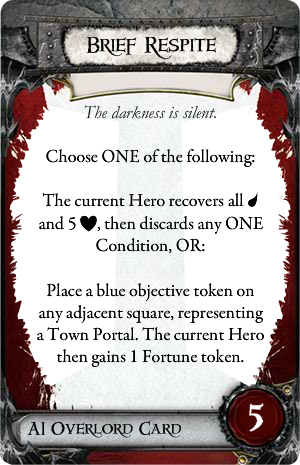 Brief Respite
The darkness is silent.
Choose ONE of the following:
The current Hero recovers all
and 5 , then discards any ONE
Condition, OR:
Place a blue objective token on
any adjacent square, representing
a Town Portal. The current Hero
then gains 1 Fortune token.
AI Overlord Card
5